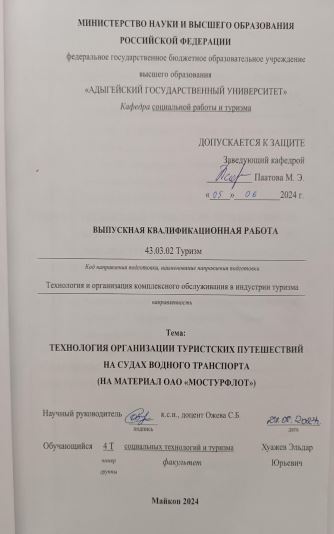 МИНИСТЕРСТВО НАУКИ И ВЫСШЕГО ОБРАЗОВАНИЯ
РОССИЙСКОЙ ФЕДЕРАЦИИ
федеральное государственное бюджетное образовательное учреждение
высшего образования
«АДЫГЕЙСКИЙ ГОСУДАРСТВЕННЫЙ УНИВЕРСИТЕТ»
Кафедра социальной работы и туризма
ДОПУСКАЕТСЯ К ЗАЩИТЕ
Заведующий кафедрой
Паатова М. Э.
« 05 » 06 2024 г.
ВЫПУСКНАЯ КВАЛИФИКАЦИОННАЯ РАБОТА
43.03.02 Туризм
Код направления подготовки, наименование направления подготовки
Технология и организация комплексного обслуживания в индустрии туризма
направленность
Тема:
ТЕХНОЛОГИЯ ОРГАНИЗАЦИИ ТУРИСТСКИХ ПУТЕШЕСТВИЙ
НА СУДАХ ВОДНОГО ТРАНСПОРТА
(НА МАТЕРИАЛ ОАО «МОСТУРФЛОТ»)
Научный руководитель к.с.н., доцент Ожева С.Б
подпись дата
Обучающийся 4 Т социальных технологий и туризма Хуажев Эльдар
номер группы факультет Юрьевич
Майкоп 2024